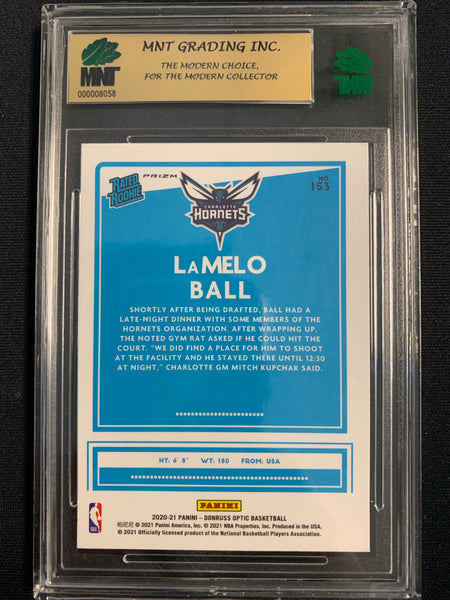 MNT GRADING INC.
THE MODERN CHOICE,
FOR THE MODERN COLLECTOR
MNT
000008058
MNT
RATED
ROOKIE
PRIZM
CHARLOTTE
HORNETS
NO.
153
LAMELO
BALL
SHORTLY AFTER BEING DRAFTED, BALL HAD A
LATE-NIGHT DINNER WITH SOME MEMBERS OF THE
HORNETS ORGANIZATION. AFTER WRAPPING UP,
THE NOTED GYM RAT ASKED IF HE COULD HIT THE
COURT. "WE DID FIND A PLACE FOR HIM TO SHOOT
AT THE FACILITY AND HE STAYED THERE UNTIL 12:30
AT NIGHT," CHARLOTTE GM MITCH KUPCHAK SAID.
HT: 6' 8" WT: 180 FROM: USA
NBA
PANINI
2020-21 PANINI - DONRUSS OPTIC BASKETBALL
帕尼尼 © 2021 Panini America, Inc. © 2021 NBA Properties, Inc. Produced in the USA.
© 2021 Officially licensed product of the National Basketball Players Association.